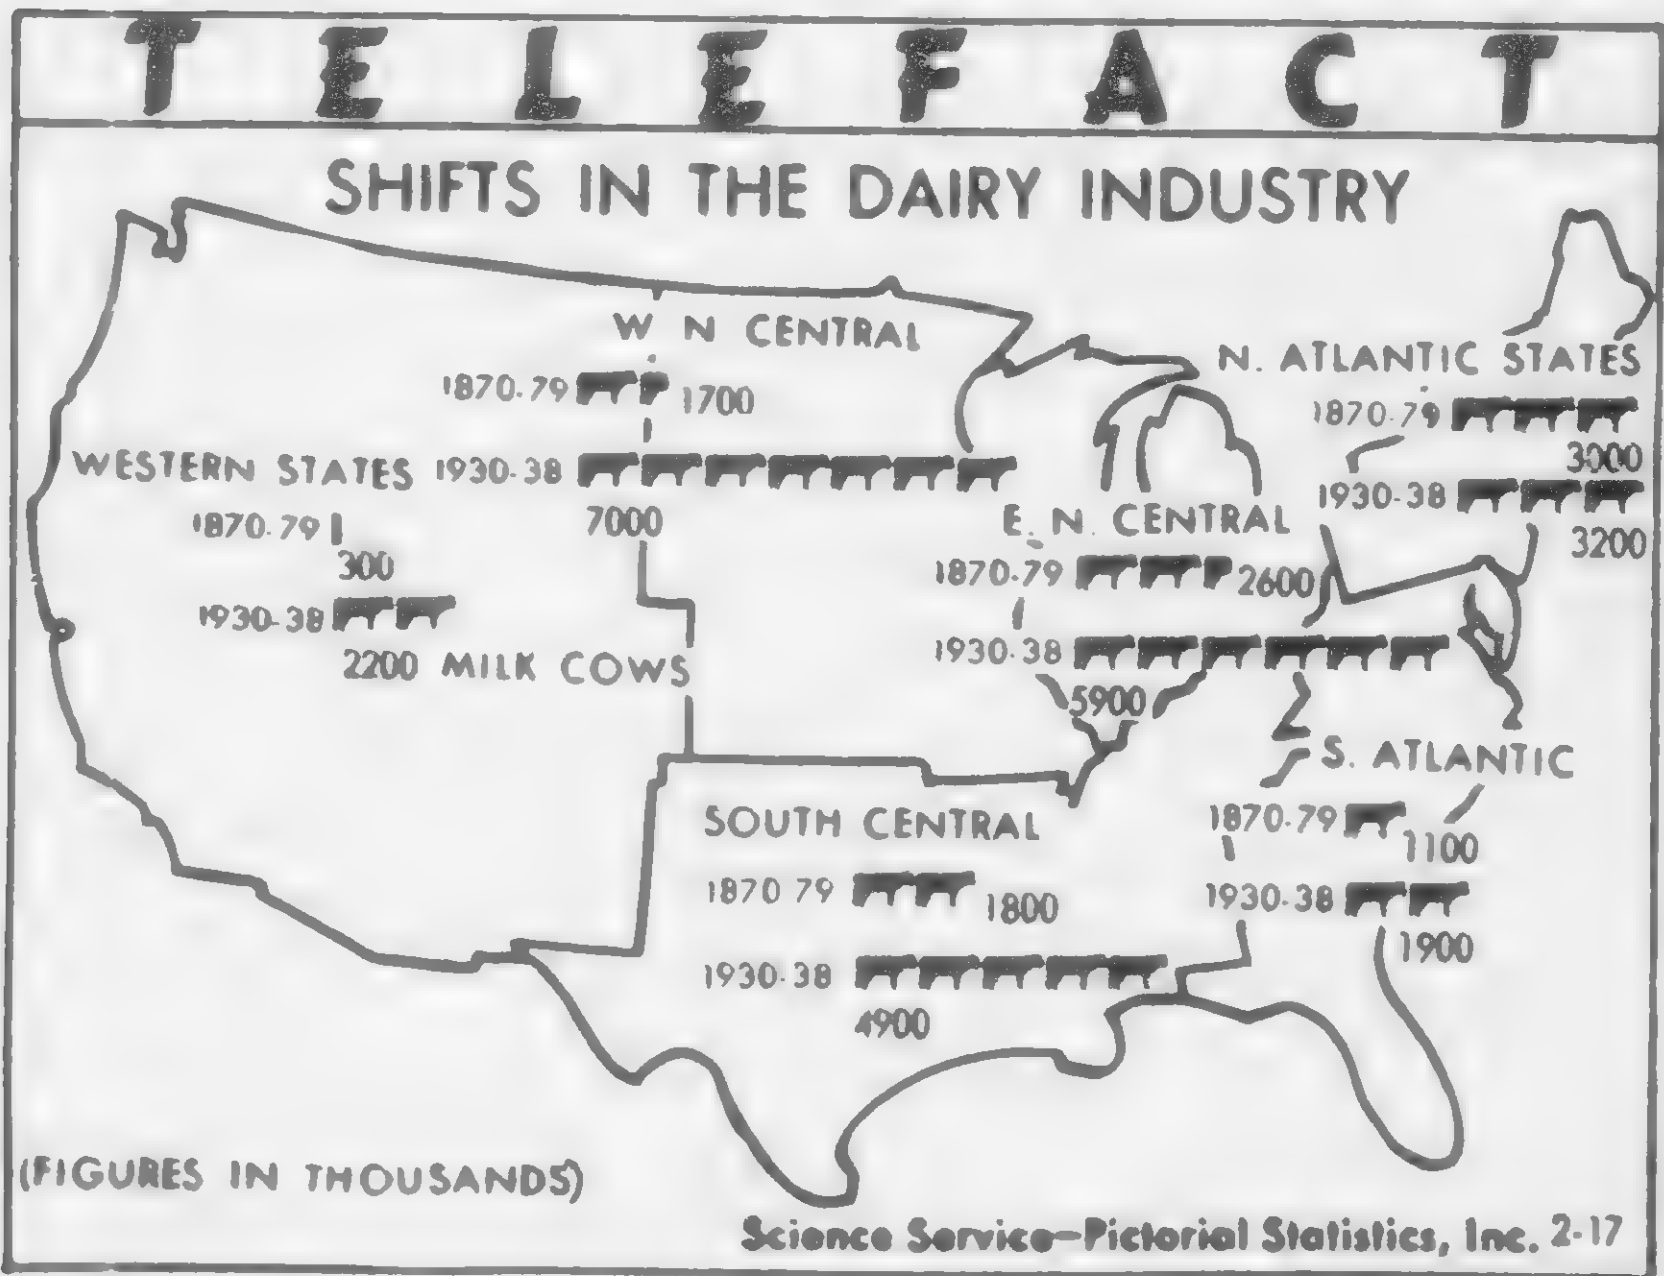 TELEFACT
SHIFTS IN THE DAIRY INDUSTRY
W N CENTRAL
1870-79 1700
1930-38
7000
WESTERN STATES
1870-79
300
1930-38
2200 MILK COWS
N. ATLANTIC STATES
1870-79
3000
1930-38
3200
E. N. CENTRAL
1870-79 2600
1930-38
5900
S. ATLANTIC
1870-79
1100
1930-38
1900
SOUTH CENTRAL
1870 79 1800
1930-38
4900
(FIGURES IN THOUSANDS)
Science Service—Pictorial Statistics, Inc. 2-17